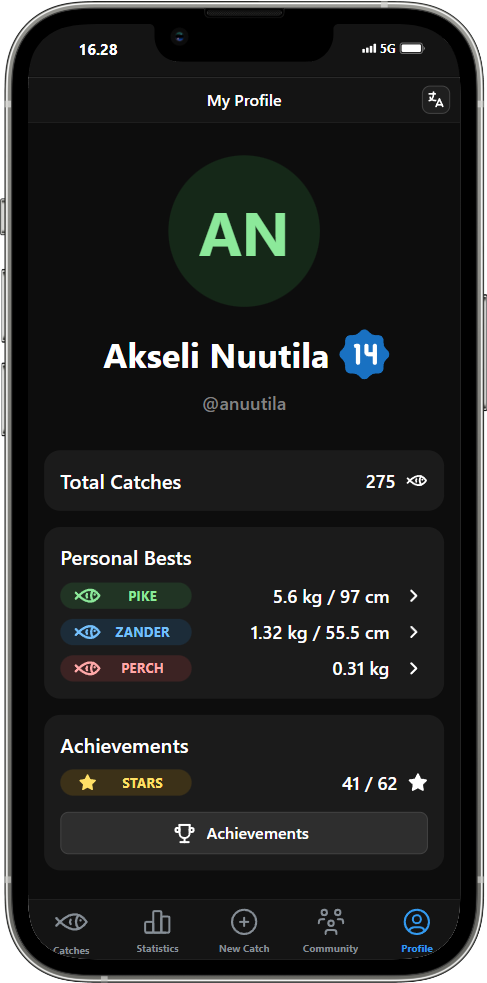 16.28 5G
My Profile
AN
Akseli Nuutila 14
@anuutila
Total Catches 275
Personal Bests
PIKE 5.6 kg / 97 cm
ZANDER 1.32 kg / 55.5 cm
PERCH 0.31 kg
Achievements
STARS 41 / 62
Achievements
Catches Statistics New Catch Community Profile